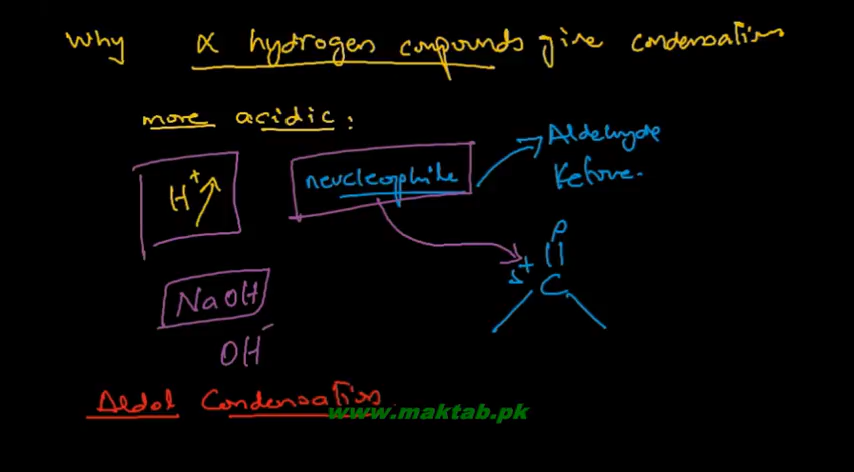 Why α hydrogen compounds give condensation
more acidic :
H+
neucleophile
Aldehyde
Ketone.
O
δ+
C
NaOH
OH-
Aldol Condensation
www.maktab.pk